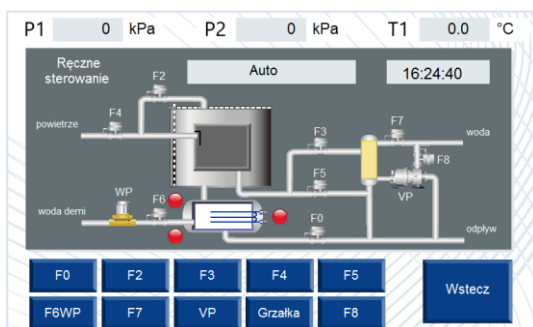 P1 0 kPa P2 0 kPa T1 0.0 °C
Ręczne
sterowanie
Auto
16:24:40
F2
F4
powietrze
F3
F7
woda
F8
F5
VP
WP
F6
woda demi
F0
odpływ
F0 F2 F3 F4 F5
Wstecz
F6WP F7 VP Grzałka F8